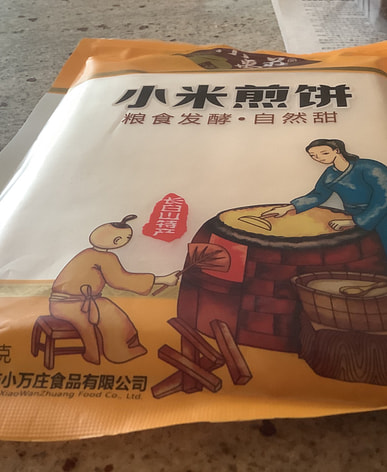 小米煎饼
粮食发酵·自然甜
长白山特产
克
小万庄食品有限公司
XiaoWanZhuang Food Co., Ltd.